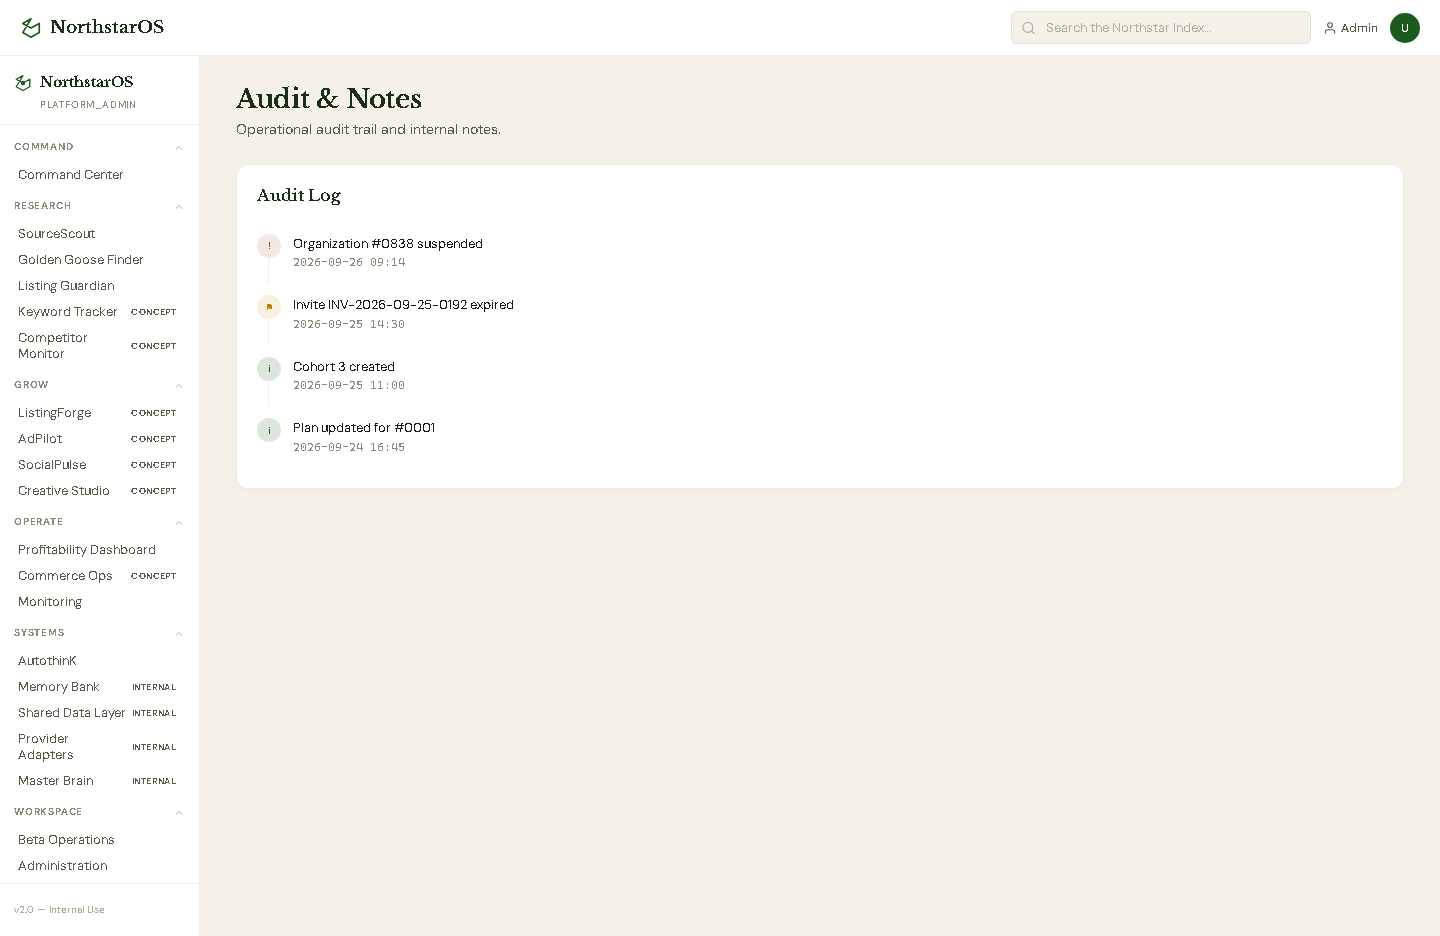 NorthstarOS
Search the Northstar Index...
Admin
U
NorthstarOS
PLATFORM_ADMIN
COMMAND
Command Center
RESEARCH
SourceScout
Golden Goose Finder
Listing Guardian
Keyword Tracker CONCEPT
Competitor
Monitor
CONCEPT
GROW
ListingForge CONCEPT
AdPilot CONCEPT
SocialPulse CONCEPT
Creative Studio CONCEPT
OPERATE
Profitability Dashboard
Commerce Ops CONCEPT
Monitoring
SYSTEMS
AutothinK
Memory Bank INTERNAL
Shared Data Layer INTERNAL
Provider
Adapters
INTERNAL
Master Brain INTERNAL
WORKSPACE
Beta Operations
Administration
v2.0 — Internal Use
Audit & Notes
Operational audit trail and internal notes.
Audit Log
! Organization #0838 suspended
2026-09-26 09:14
Invite INV-2026-09-25-0192 expired
2026-09-25 14:30
i Cohort 3 created
2026-09-25 11:00
i Plan updated for #0001
2026-09-24 16:45